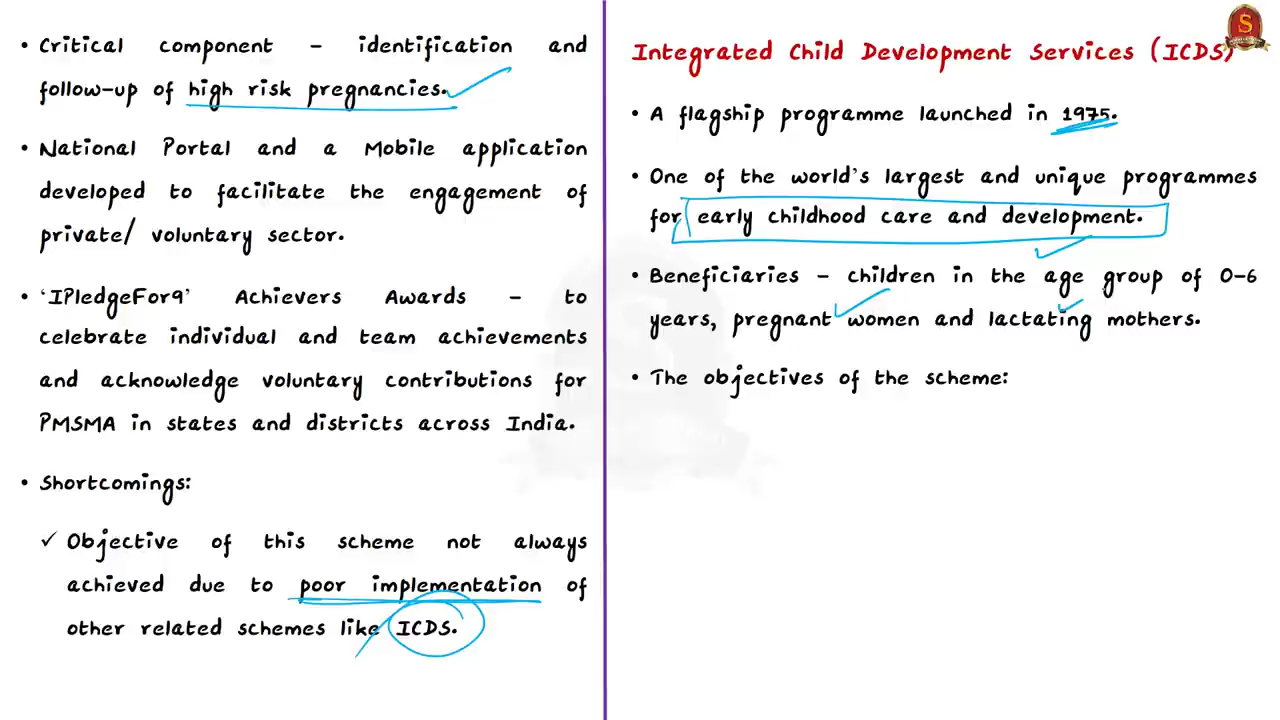 • Critical component – identification and
follow-up of high risk pregnancies.
• National Portal and a Mobile application
developed to facilitate the engagement of
private/ voluntary sector.
• 'IPledgeFor9' Achievers Awards – to
celebrate individual and team achievements
and acknowledge voluntary contributions for
PMSMA in states and districts across India.
• Shortcomings:
✓ Objective of this scheme not always
achieved due to poor implementation of
other related schemes like ICDS.
S
Integrated Child Development Services (ICDS)
• A flagship programme launched in 1975.
• One of the world's largest and unique programmes
for early childhood care and development.
• Beneficiaries – children in the age group of 0-6
years, pregnant women and lactating mothers.
• The objectives of the scheme: